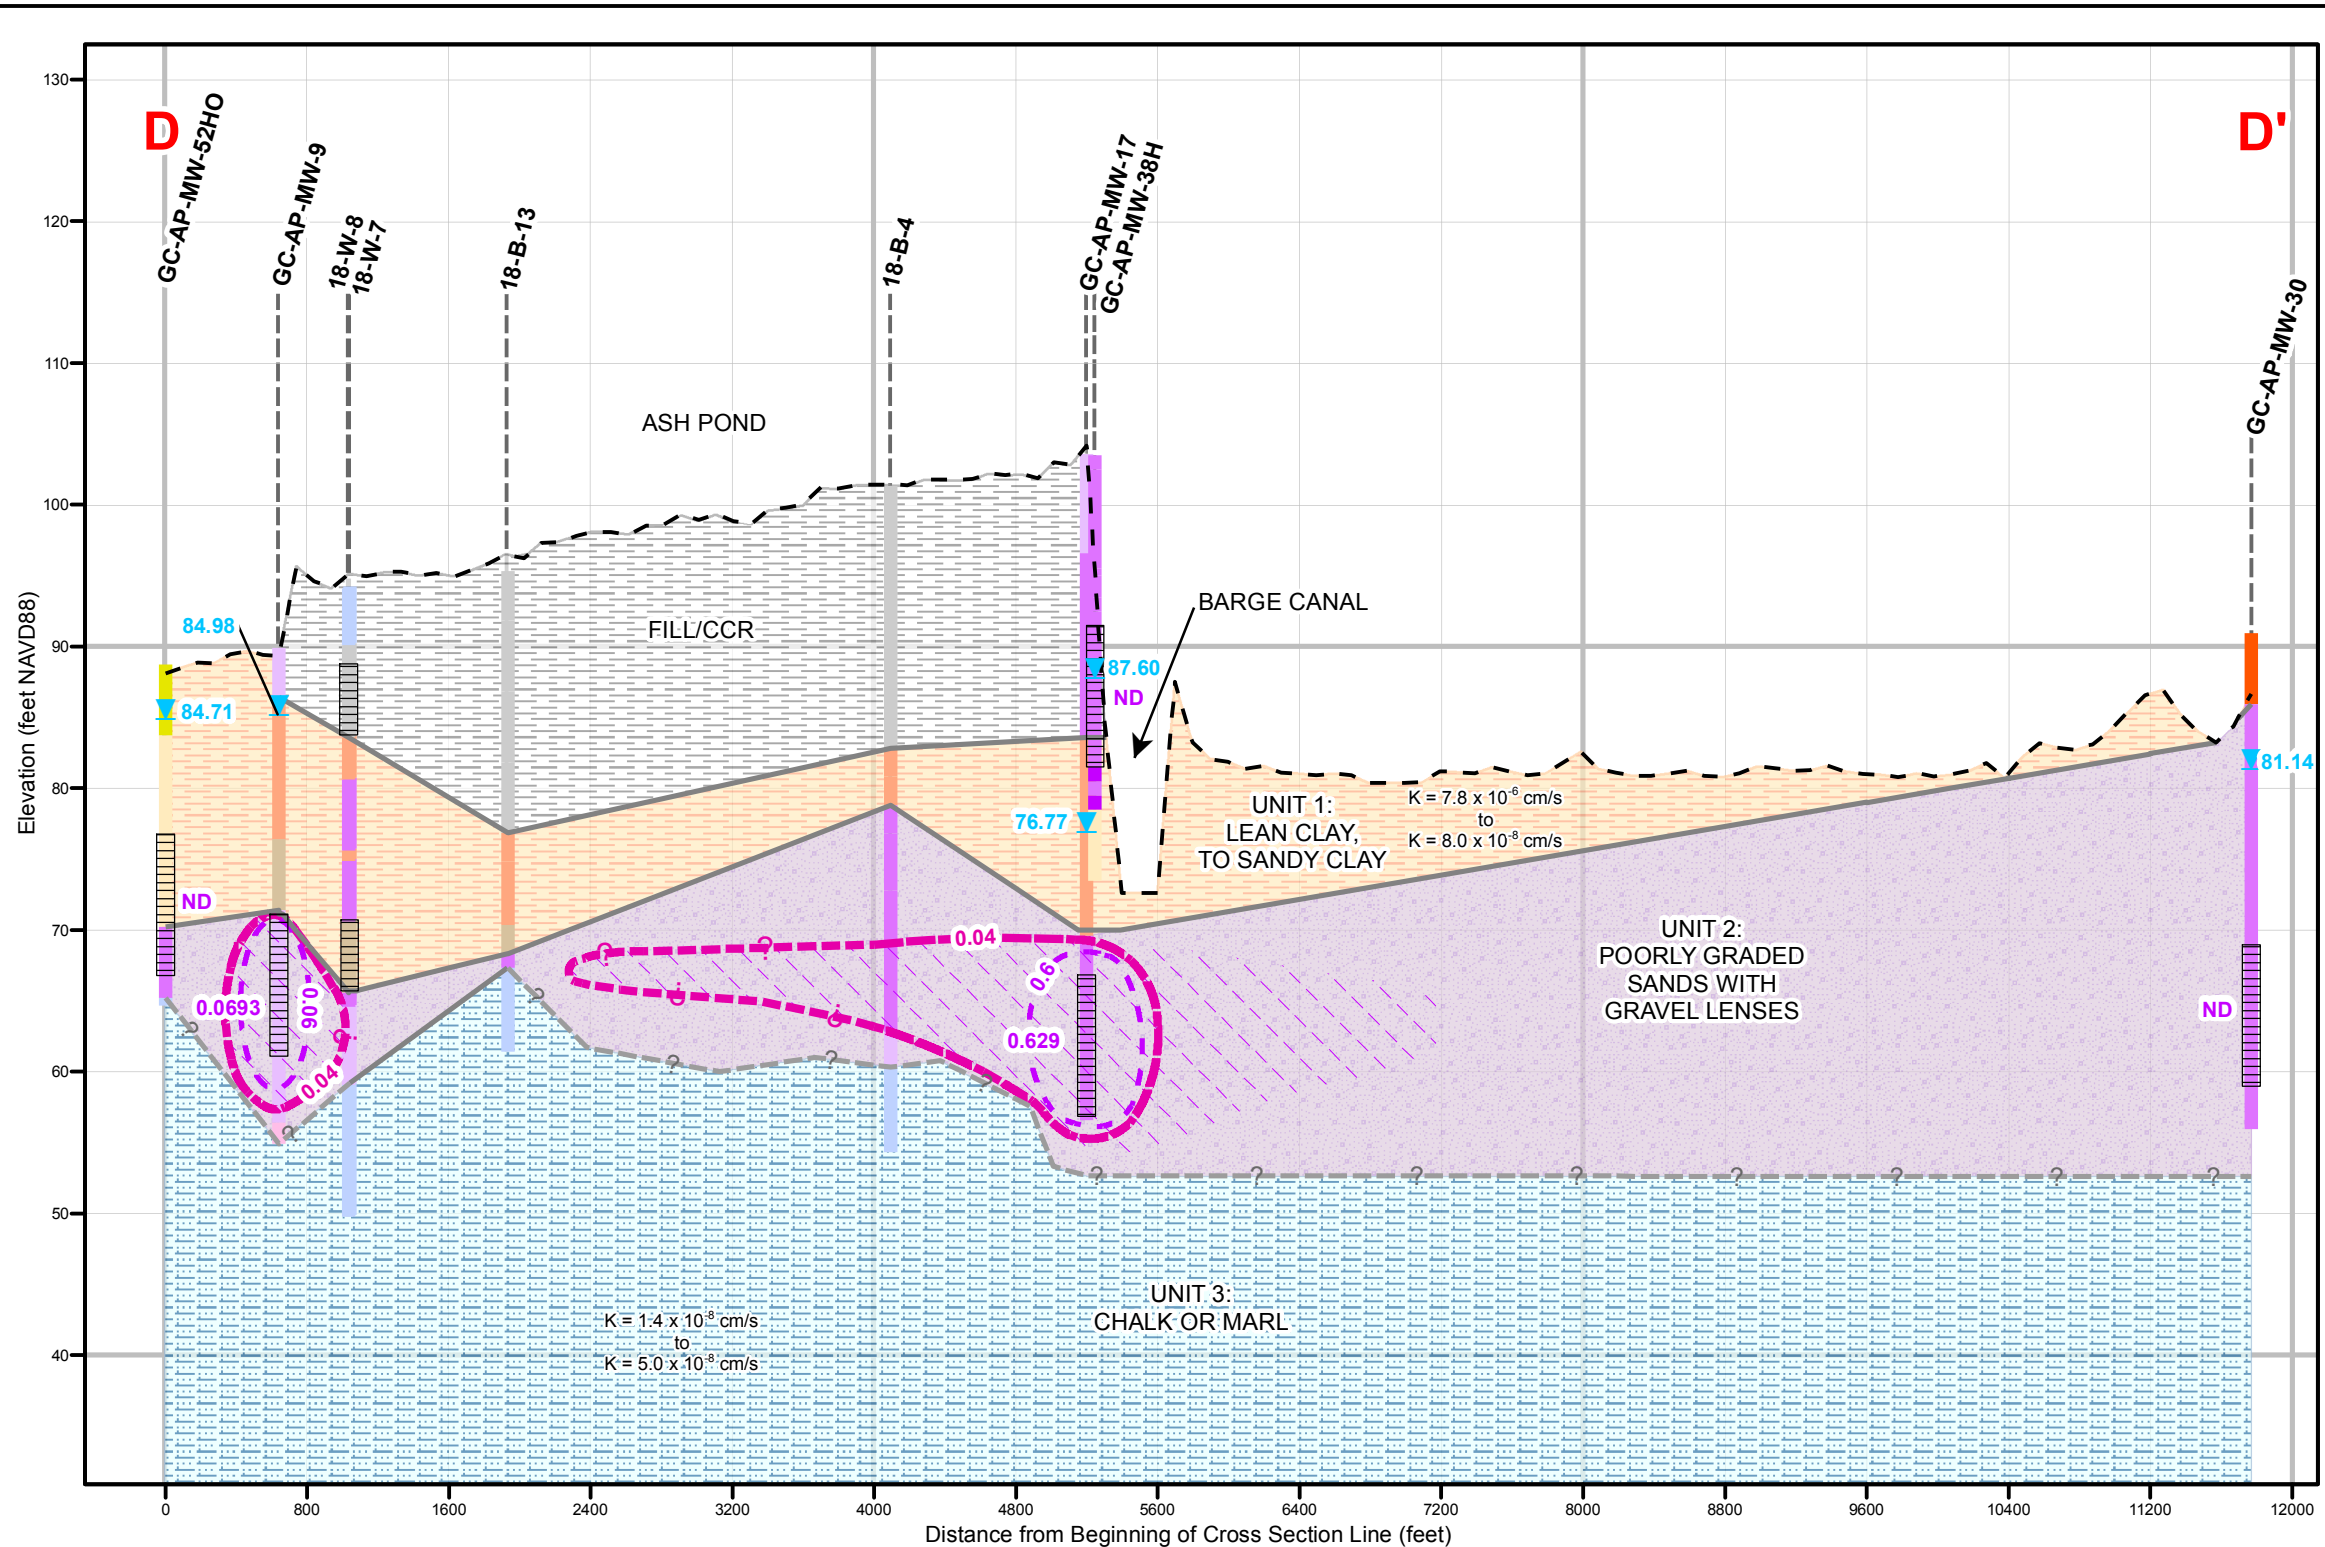 D
D'
GC-AP-MW-52HO
GC-AP-MW-9
18-W-8
18-W-7
18-B-13
18-B-4
GC-AP-MW-17
GC-AP-MW-38H
GC-AP-MW-30
130
120
110
100
90
80
70
60
50
40
Elevation (feet NAVD88)
ASH POND
FILL/CCR
BARGE CANAL
84.98
84.71
87.60
ND
76.77
81.14
ND
ND
UNIT 1:
LEAN CLAY,
TO SANDY CLAY
K = 7.8 x 10⁻⁶ cm/s
to
K = 8.0 x 10⁻⁸ cm/s
UNIT 2:
POORLY GRADED
SANDS WITH
GRAVEL LENSES
0.0693
0.06
0.04
0.04
0.6
0.629
? ? ? ? ? ? ? ? ? ? ? ? ? ? ? ? ? ? ? ?
UNIT 3:
CHALK OR MARL
K = 1.4 x 10⁻⁸ cm/s
to
K = 5.0 x 10⁻⁸ cm/s
0 800 1600 2400 3200 4000 4800 5600 6400 7200 8000 8800 9600 10400 11200 12000
Distance from Beginning of Cross Section Line (feet)